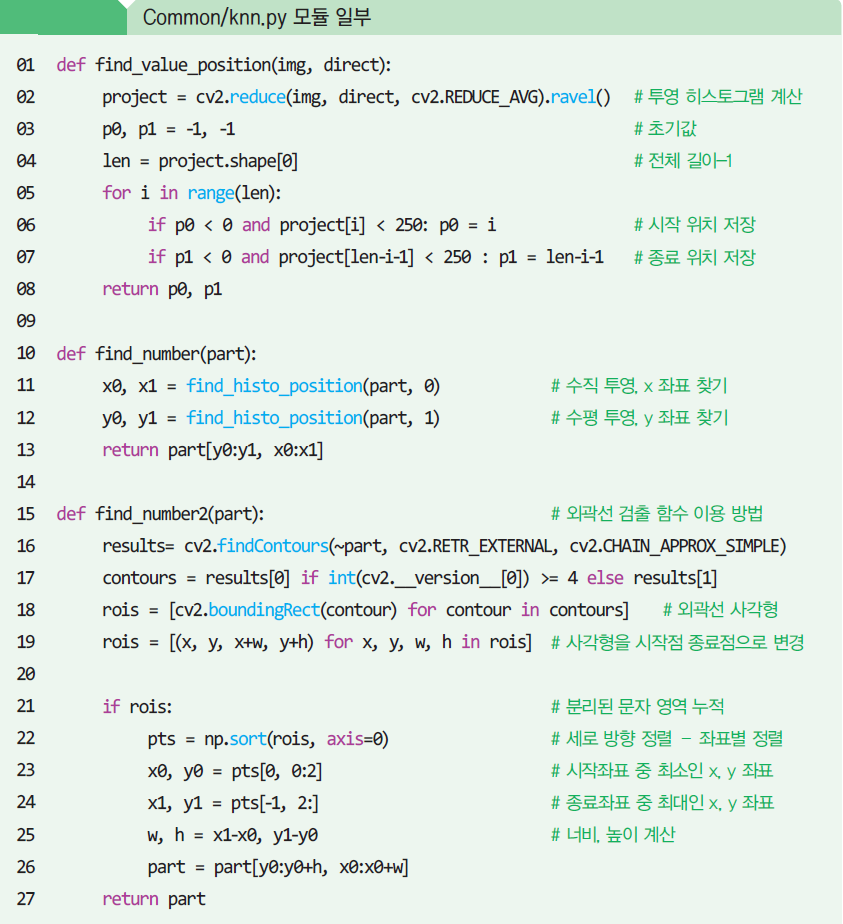 Common/knn.py 모듈 일부
01 def find_value_position(img, direct):
02 project = cv2.reduce(img, direct, cv2.REDUCE_AVG).ravel() # 투영 히스토그램 계산
03 p0, p1 = -1, -1 # 초기값
04 len = project.shape[0] # 전체 길이-1
05 for i in range(len):
06 if p0 < 0 and project[i] < 250: p0 = i # 시작 위치 저장
07 if p1 < 0 and project[len-i-1] < 250 : p1 = len-i-1 # 종료 위치 저장
08 return p0, p1
09
10 def find_number(part):
11 x0, x1 = find_histo_position(part, 0) # 수직 투영, x 좌표 찾기
12 y0, y1 = find_histo_position(part, 1) # 수평 투영, y 좌표 찾기
13 return part[y0:y1, x0:x1]
14
15 def find_number2(part): # 외곽선 검출 함수 이용 방법
16 results= cv2.findContours(~part, cv2.RETR_EXTERNAL, cv2.CHAIN_APPROX_SIMPLE)
17 contours = results[0] if int(cv2.__version__[0]) >= 4 else results[1]
18 rois = [cv2.boundingRect(contour) for contour in contours] # 외곽선 사각형
19 rois = [(x, y, x+w, y+h) for x, y, w, h in rois] # 사각형을 시작점 종료점으로 변경
20
21 if rois: # 분리된 문자 영역 누적
22 pts = np.sort(rois, axis=0) # 세로 방향 정렬 - 좌표별 정렬
23 x0, y0 = pts[0, 0:2] # 시작좌표 중 최소인 x, y 좌표
24 x1, y1 = pts[-1, 2:] # 종료좌표 중 최대인 x, y 좌표
25 w, h = x1-x0, y1-y0 # 너비, 높이 계산
26 part = part[y0:y0+h, x0:x0+w]
27 return part